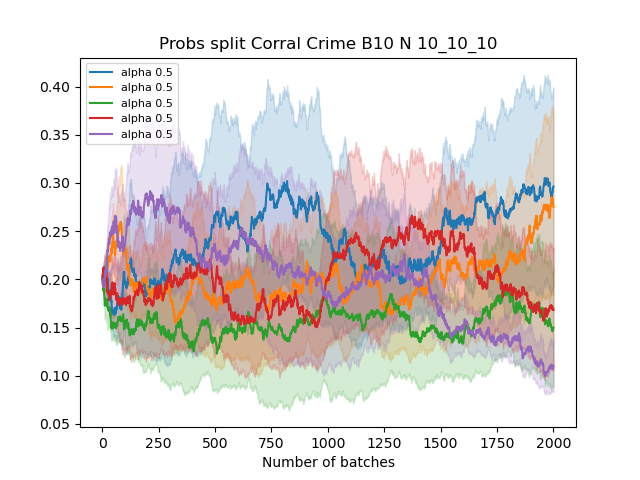 Probs split Corral Crime B10 N 10_10_10
alpha 0.5
alpha 0.5
alpha 0.5
alpha 0.5
alpha 0.5
0.40
0.35
0.30
0.25
0.20
0.15
0.10
0.05
0 250 500 750 1000 1250 1500 1750 2000
Number of batches